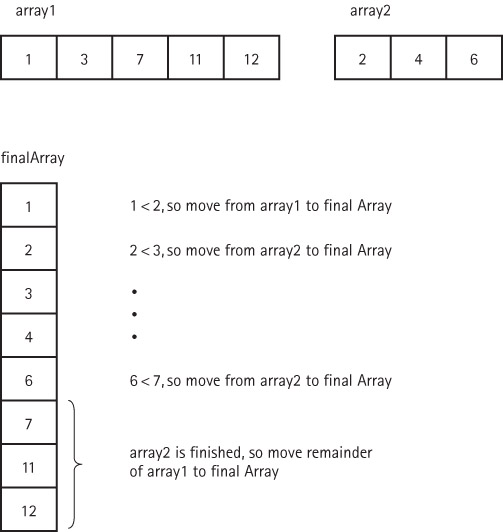 array1 array2
1 3 7 11 12 2 4 6
finalArray
1 1 < 2, so move from array1 to final Array
2 2 < 3, so move from array2 to final Array
3 •
•
4 •
6 6 < 7, so move from array2 to final Array
7
array2 is finished, so move remainder
11 of array1 to final Array
12